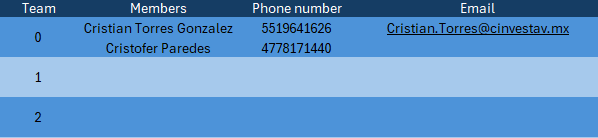 Team Members Phone number Email
0 Cristian Torres Gonzalez 5519641626 Cristian.Torres@cinvestav.mx
Cristofer Paredes 4778171440
1
2